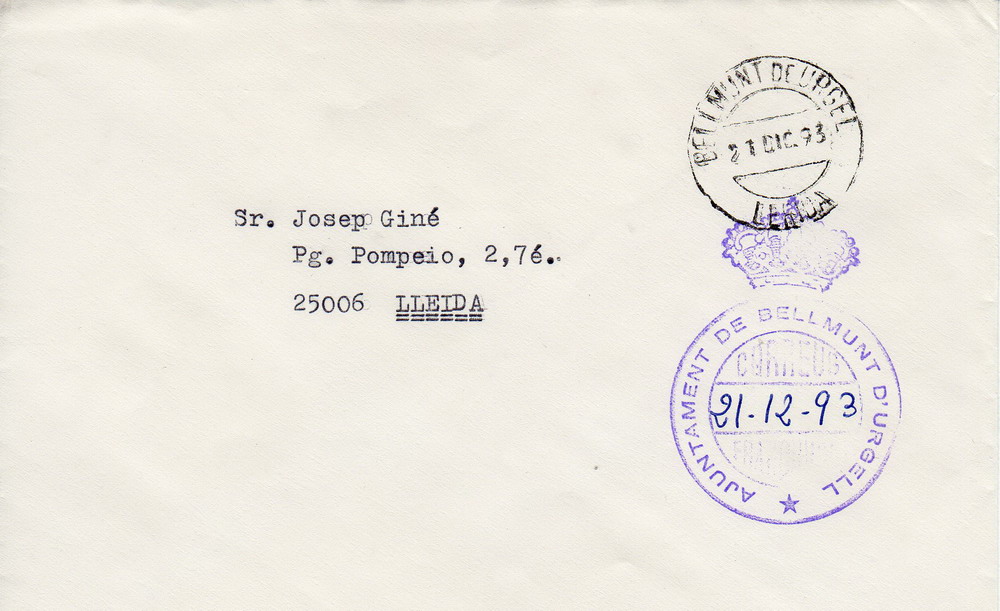 BELLMUNT DE URGEL
21 DIC. 93
LERIDA
Sr. Josep Giné
Pg. Pompeio, 2,7é..
25006 LLEIDA
AJUNTAMENT DE BELLMUNT D'URGELL
CORREUS
21-12-93